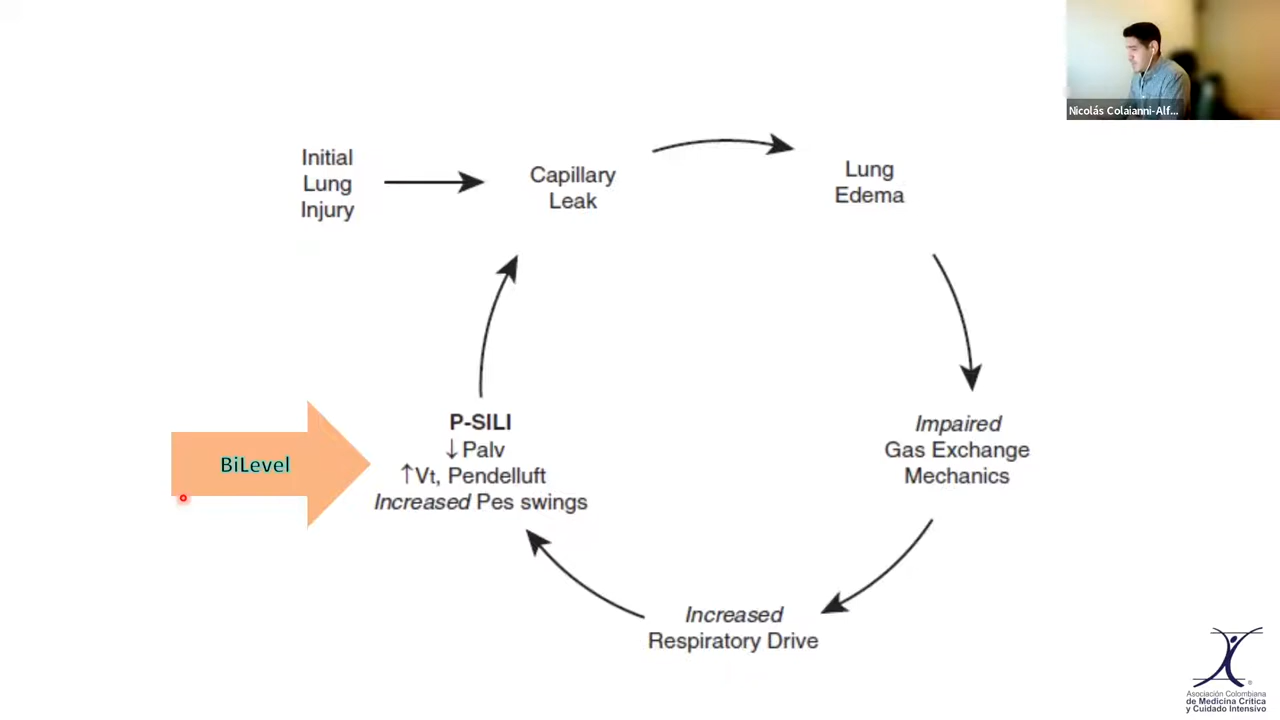 Nicolás Colaianni-Alf...
Initial
Lung
Injury
Capillary
Leak
Lung
Edema
BiLevel
P-SILI
↓Palv
↑Vt, Pendelluft
Increased Pes swings
Impaired
Gas Exchange
Mechanics
Increased
Respiratory Drive
Asociación Colombiana
de Medicina Crítica
y Cuidado Intensivo
®